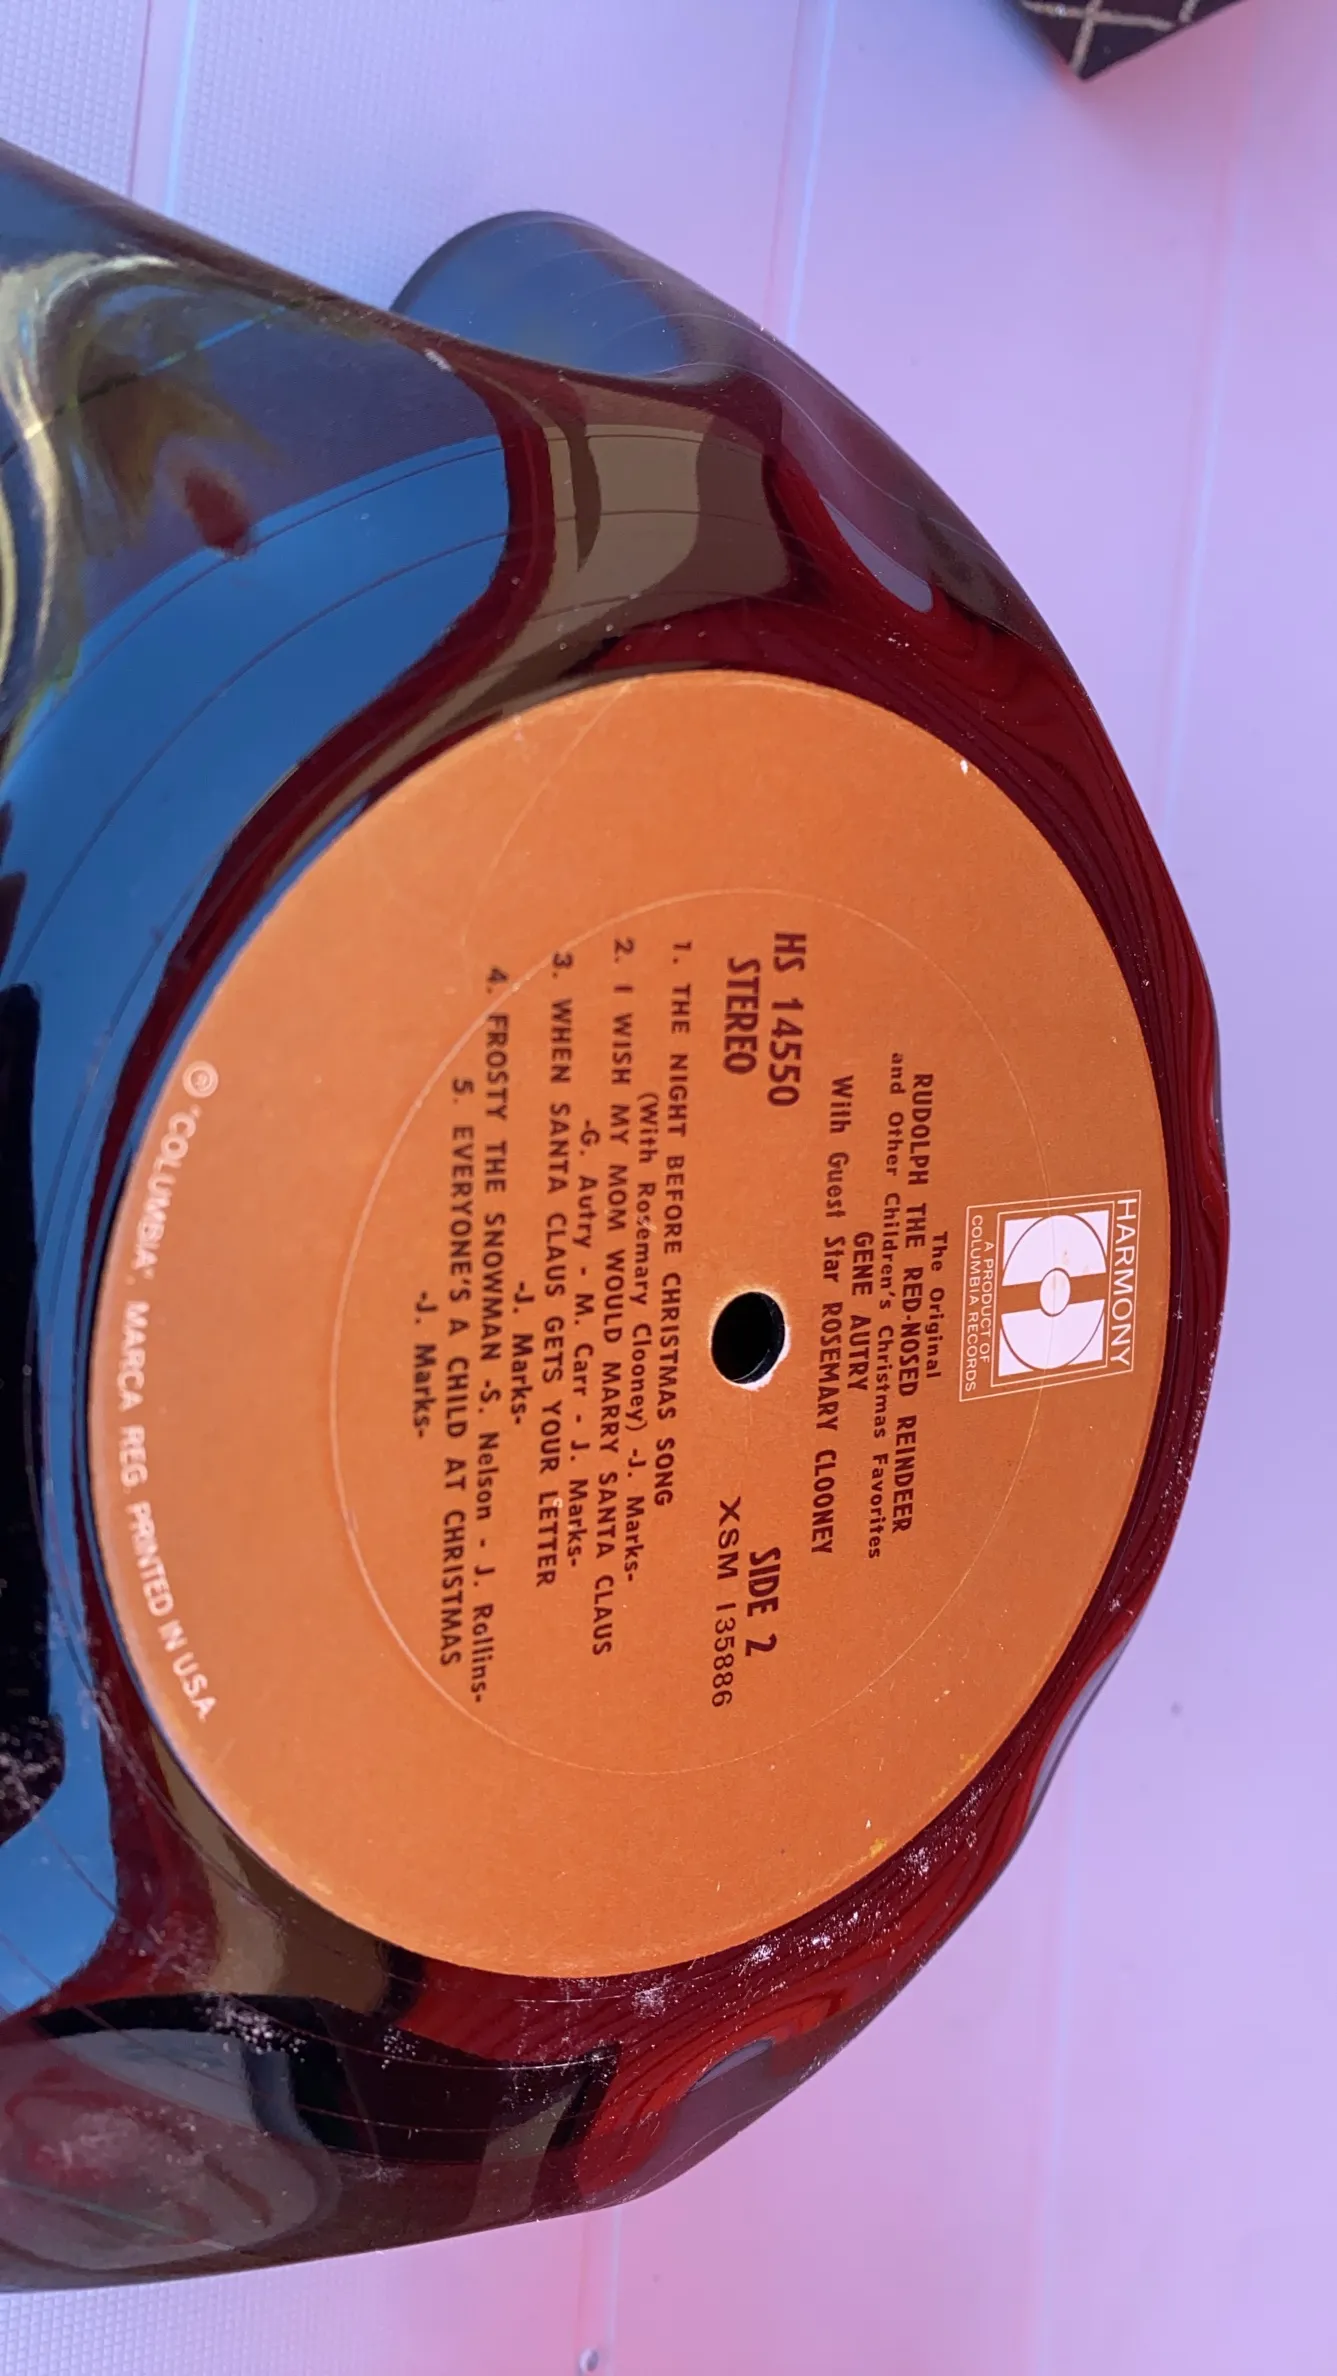 HARMONY
A PRODUCT OF
COLUMBIA RECORDS
The Original
RUDOLPH THE RED-NOSED REINDEER
and Other Children's Christmas Favorites
GENE AUTRY
With Guest Star ROSEMARY CLOONEY
HS 14550
STEREO
SIDE 2
XSM 135886
1. THE NIGHT BEFORE CHRISTMAS SONG
(With Rosemary Clooney) -J. Marks-
2. I WISH MY MOM WOULD MARRY SANTA CLAUS
-G. Autry - M. Carr - J. Marks-
3. WHEN SANTA CLAUS GETS YOUR LETTER
-J. Marks-
4. FROSTY THE SNOWMAN -S. Nelson - J. Rollins-
5. EVERYONE'S A CHILD AT CHRISTMAS
-J. Marks-
© "COLUMBIA", MARCA REG. PRINTED IN U.S.A.